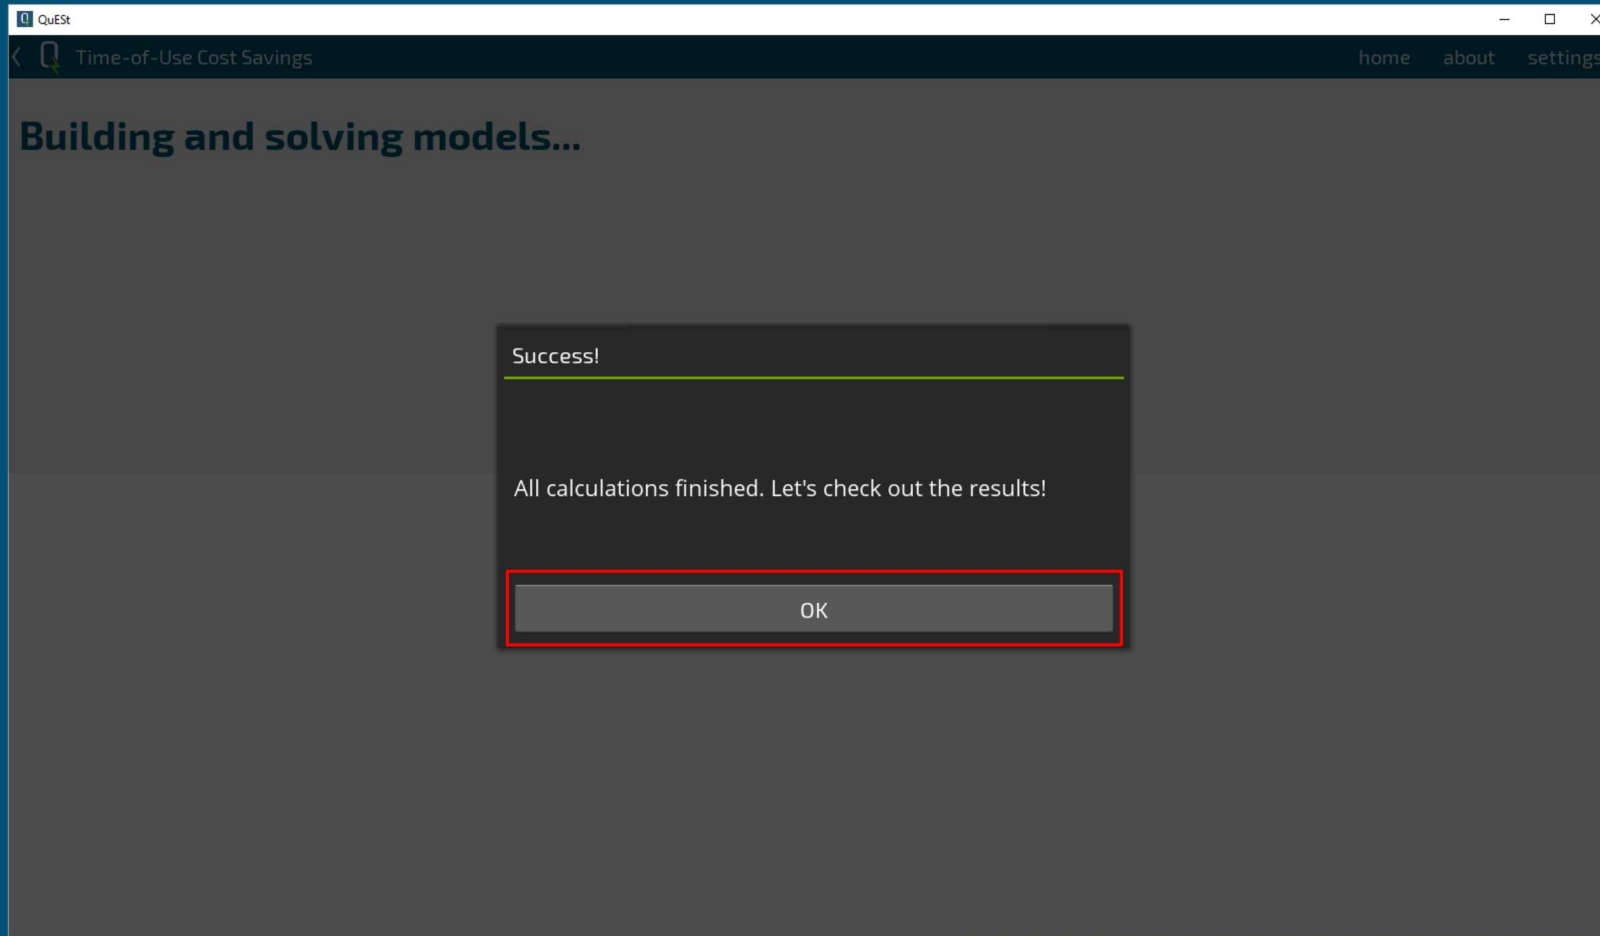 QuESt
Time-of-Use Cost Savings
home about settings
Building and solving models...
Success!
All calculations finished. Let's check out the results!
OK